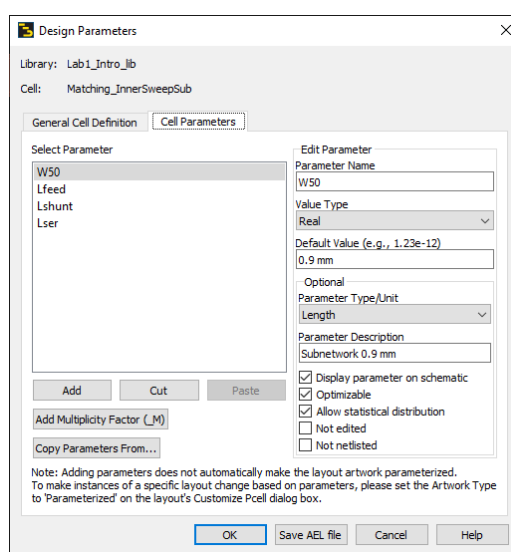 Design Parameters
Library: Lab1_Intro_lib
Cell: Matching_InnerSweepSub
General Cell Definition Cell Parameters
Select Parameter
W50
Lfeed
Lshunt
Lser
Add Cut Paste
Add Multiplicity Factor (_M)
Copy Parameters From...
Edit Parameter
Parameter Name
W50
Value Type
Real
Default Value (e.g., 1.23e-12)
0.9 mm
Optional
Parameter Type/Unit
Length
Parameter Description
Subnetwork 0.9 mm
Display parameter on schematic
Optimizable
Allow statistical distribution
Not edited
Not netlisted
Note: Adding parameters does not automatically make the layout artwork parameterized.
To make instances of a specific layout change based on parameters, please set the Artwork Type
to 'Parameterized' on the layout's Customize Pcell dialog box.
OK Save AEL file Cancel Help